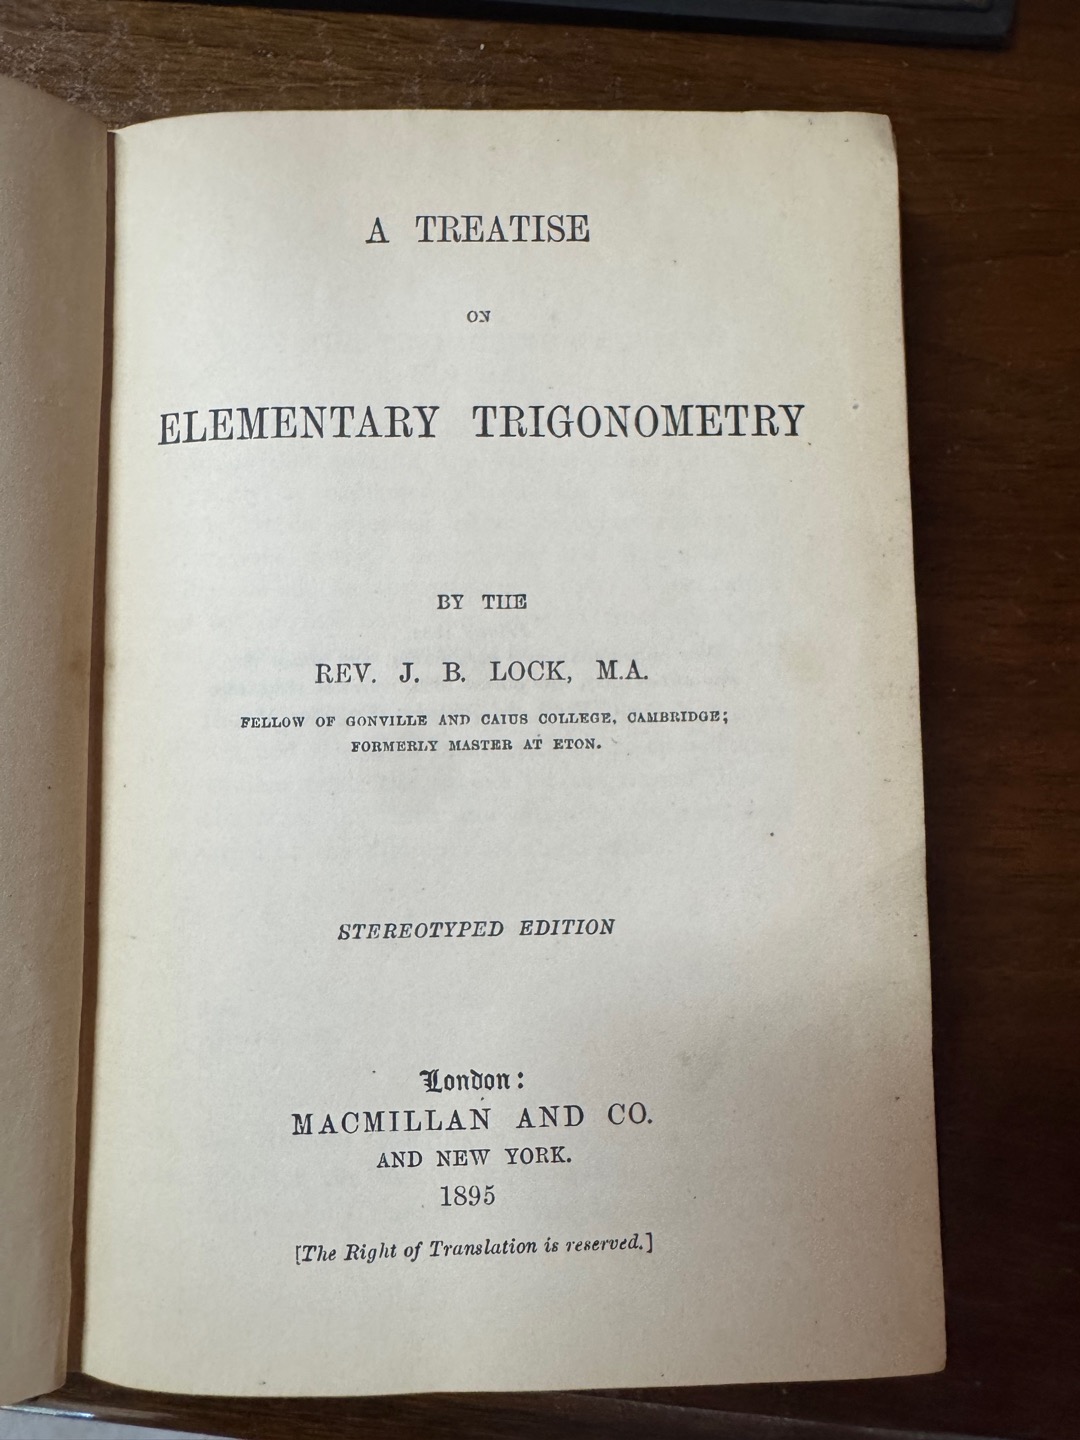 A TREATISE
ON
ELEMENTARY TRIGONOMETRY
BY THE
REV. J. B. LOCK, M.A.
FELLOW OF GONVILLE AND CAIUS COLLEGE, CAMBRIDGE;
FORMERLY MASTER AT ETON.
STEREOTYPED EDITION
London:
MACMILLAN AND CO.
AND NEW YORK.
1895
[The Right of Translation is reserved.]